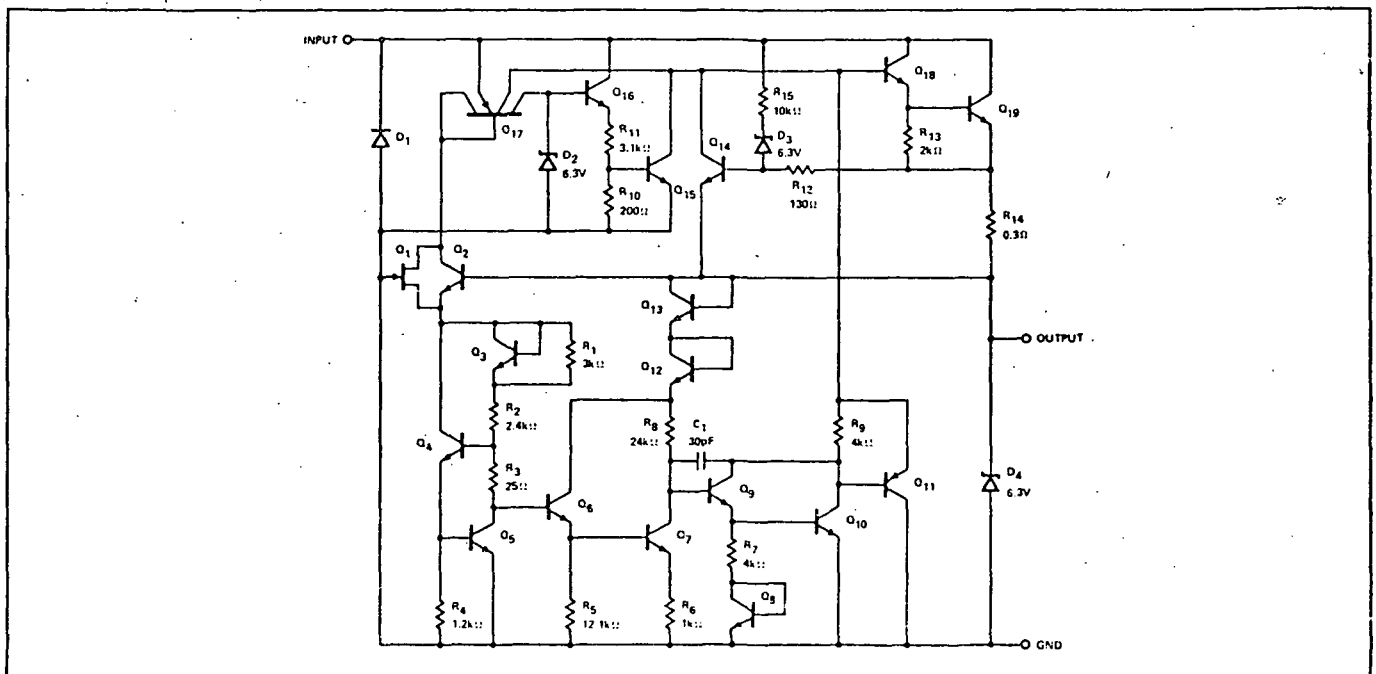 INPUT
Q18
Q16
R15
10kΩ
Q19
Q17
R11
3.1kΩ
D1
Q14
D3
6.3V
R13
2kΩ
D2
6.3V
Q15
R10
200Ω
R12
130Ω
R14
0.3Ω
Q1
Q2
Q13
OUTPUT
Q3
R1
3kΩ
Q12
R2
2.4kΩ
R8
24kΩ
C1
30pF
R9
4kΩ
Q4
R3
25Ω
D4
6.3V
Q11
Q9
Q6
Q10
Q5
Q7
R7
4kΩ
Q8
R4
1.2kΩ
R5
12.1kΩ
R6
1kΩ
GND